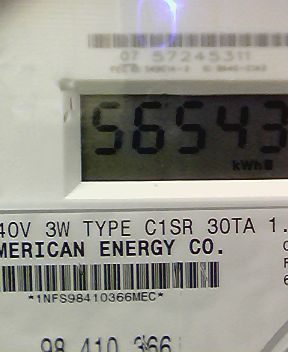 07 57245311
56543
kWh
40V 3W TYPE C1SR 30TA 1.
MERICAN ENERGY CO.
*1NFS98410366MEC*
98 410 366